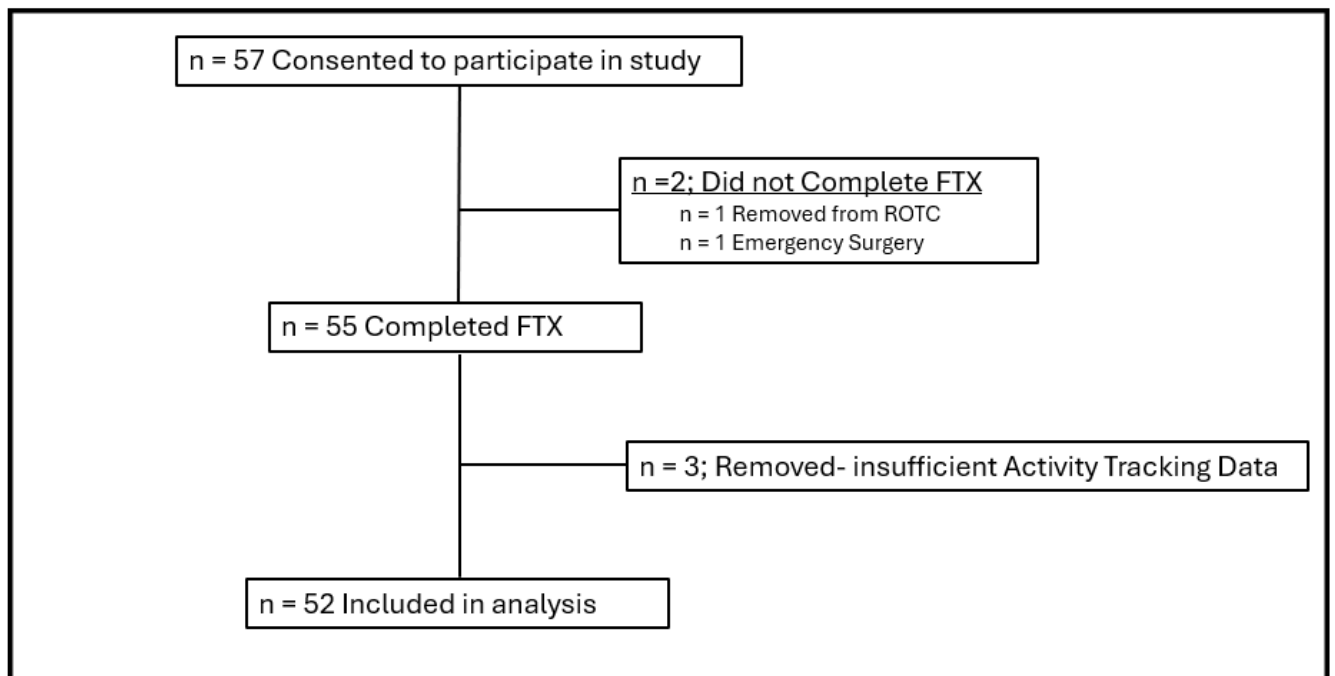 n = 57 Consented to participate in study
n =2; Did not Complete FTX
n = 1 Removed from ROTC
n = 1 Emergency Surgery
n = 55 Completed FTX
n = 3; Removed- insufficient Activity Tracking Data
n = 52 Included in analysis